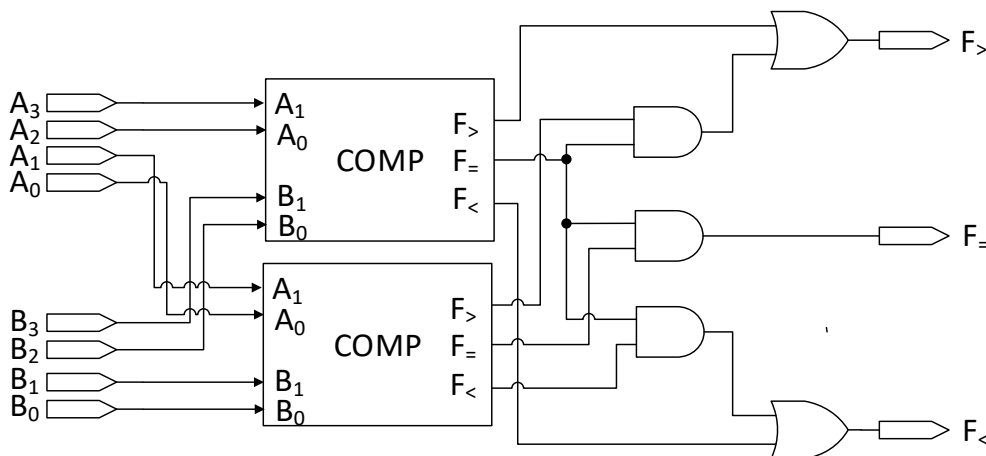 A₃
A₂
A₁
A₀
B₃
B₂
B₁
B₀
A₁
A₀
B₁
B₀
COMP
F>
F=
F<
A₁
A₀
B₁
B₀
COMP
F>
F=
F<
F>
F=
F<